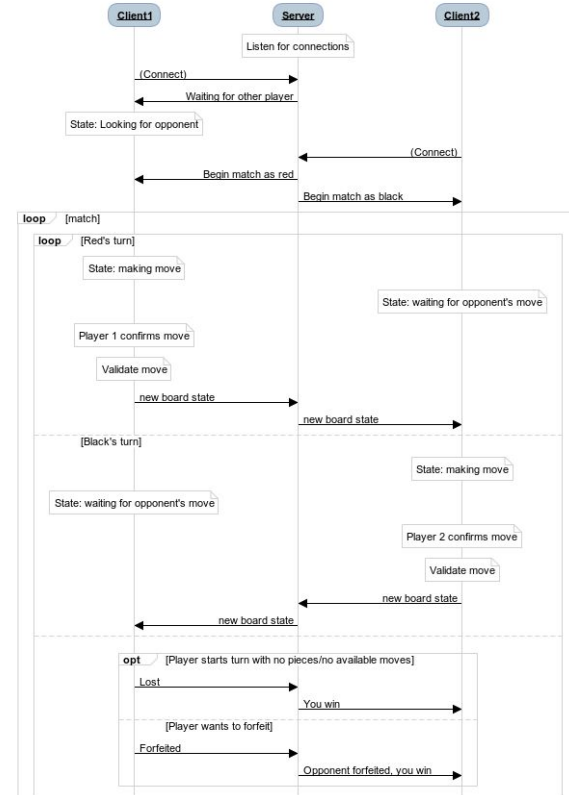 Client1
Server
Client2
Listen for connections
(Connect)
Waiting for other player
State: Looking for opponent
(Connect)
Begin match as red
Begin match as black
loop [match]
loop [Red's turn]
State: making move
State: waiting for opponent's move
Player 1 confirms move
Validate move
new board state
new board state
[Black's turn]
State: making move
State: waiting for opponent's move
Player 2 confirms move
Validate move
new board state
new board state
opt [Player starts turn with no pieces/no available moves]
Lost
You win
[Player wants to forfeit]
Forfeited
Opponent forfeited, you win